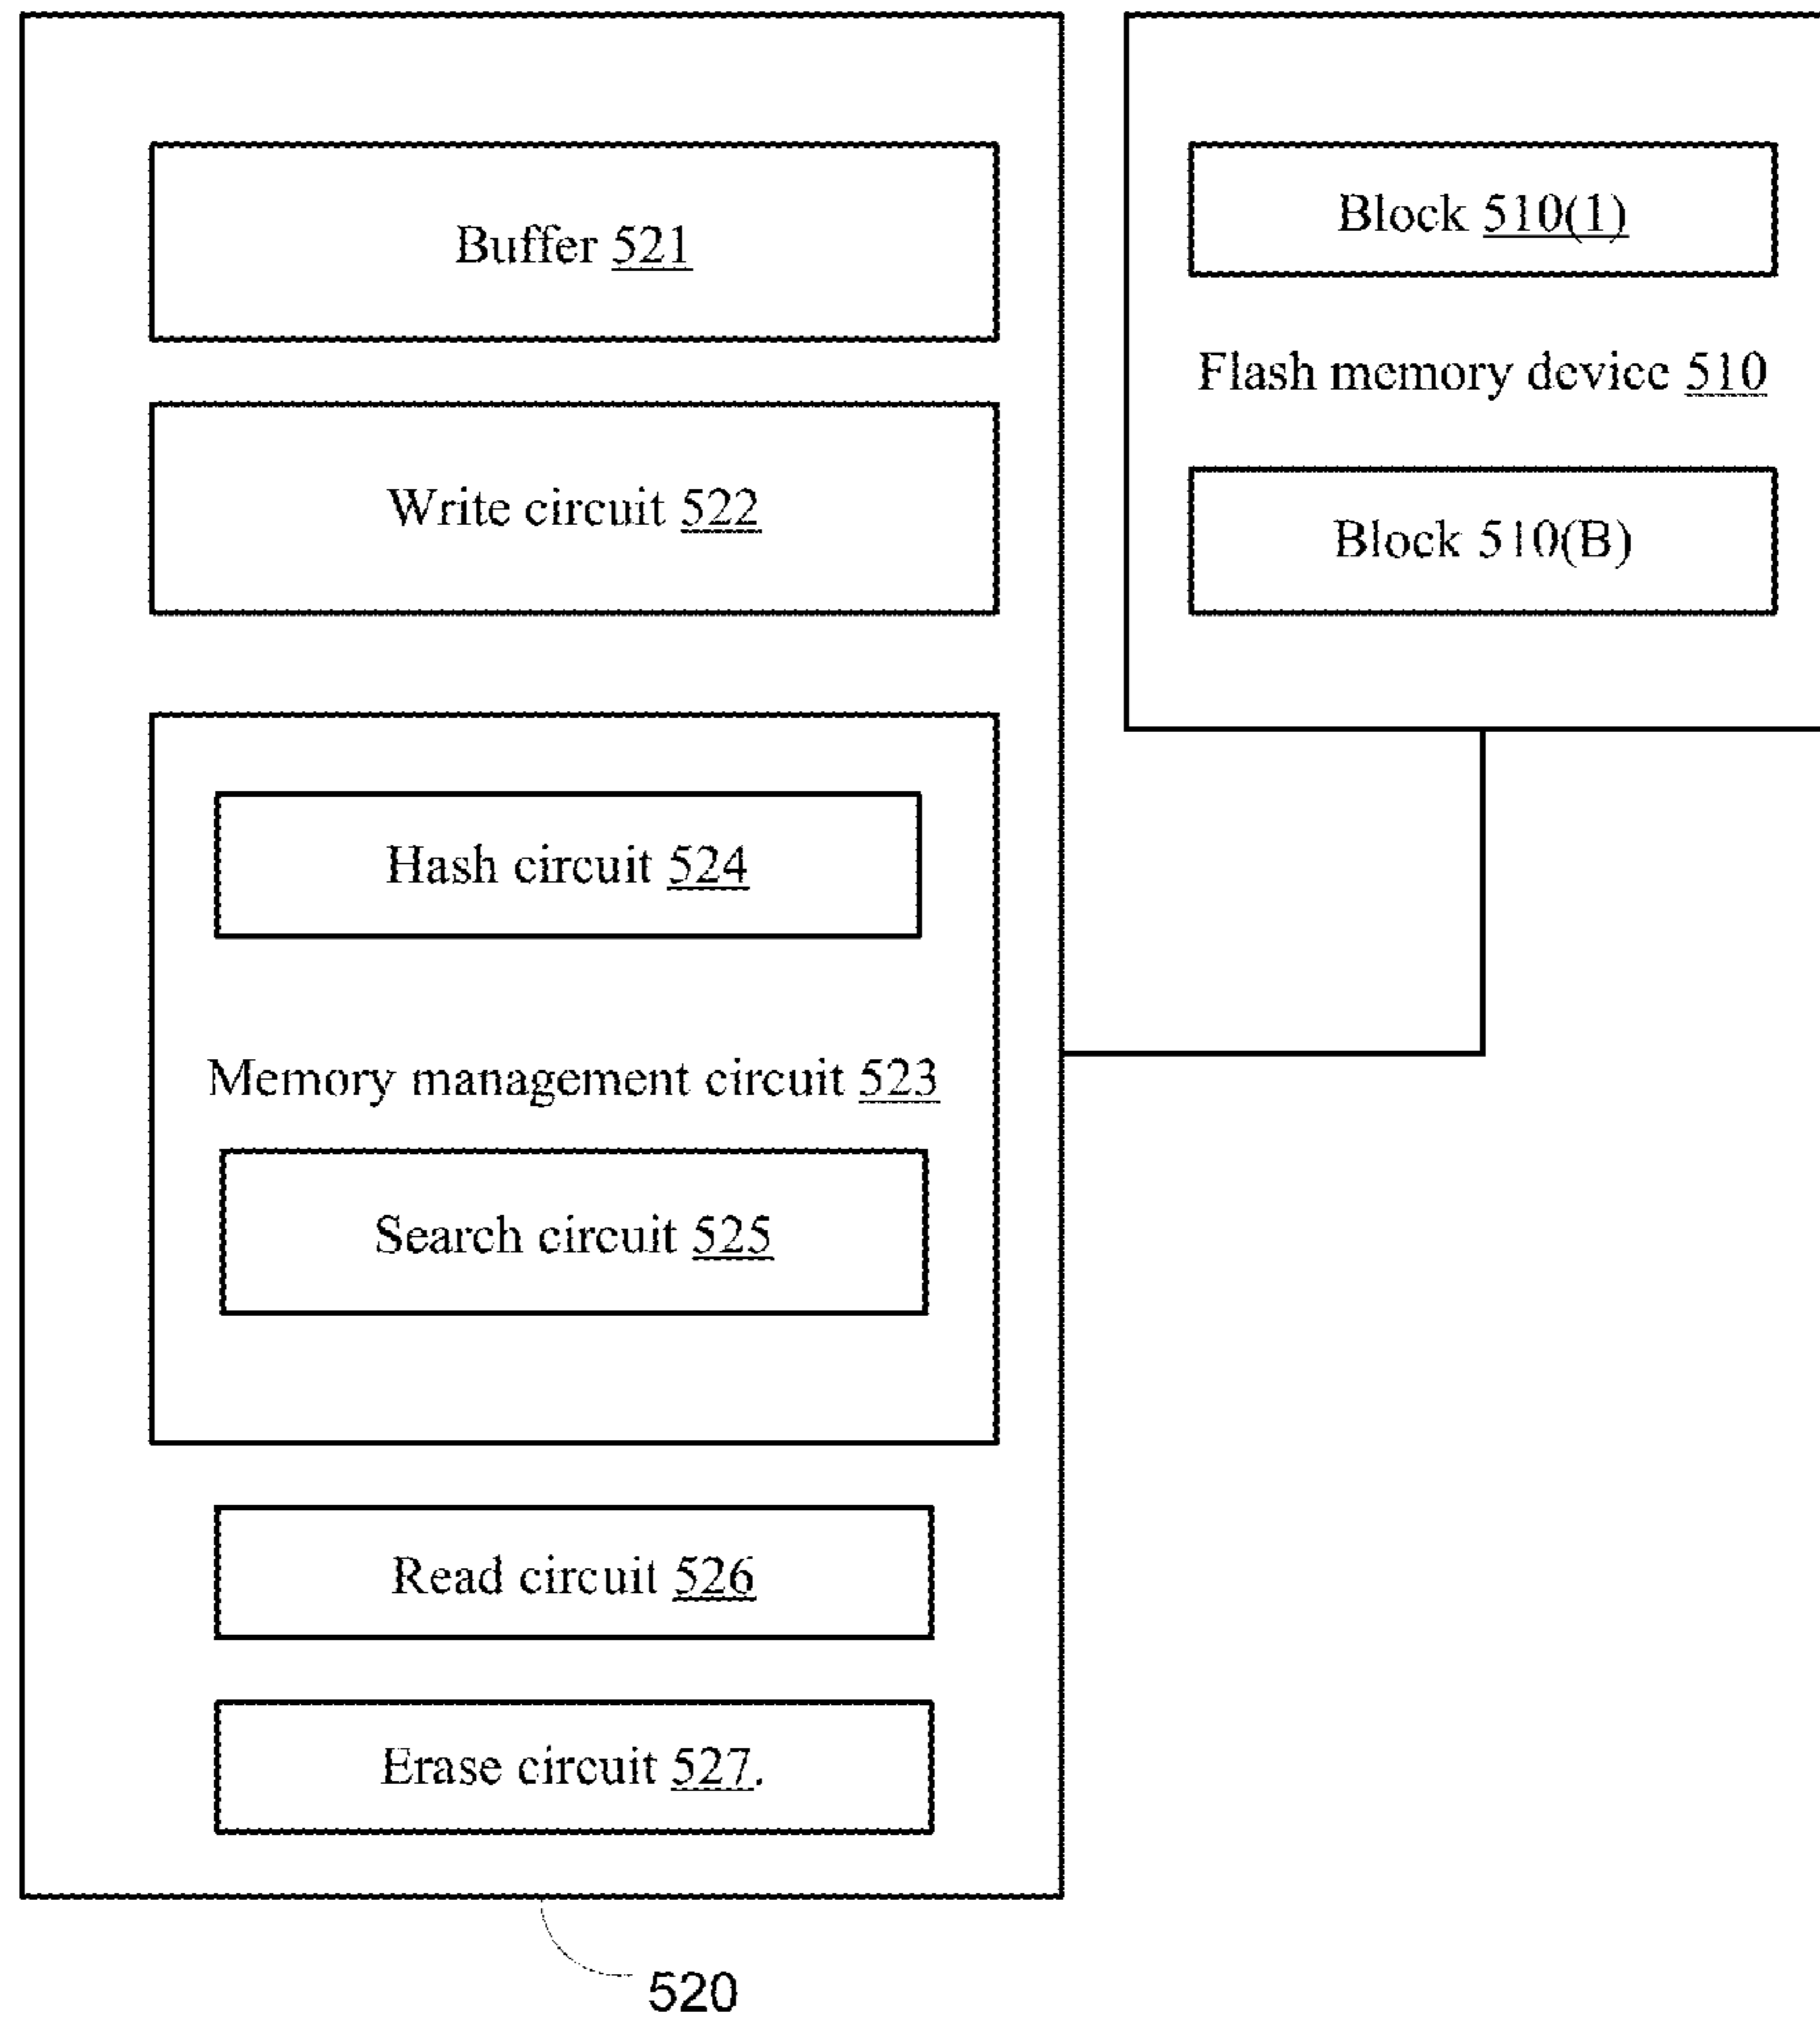 Buffer 521
Write circuit 522
Hash circuit 524
Memory management circuit 523
Search circuit 525
Read circuit 526
Erase circuit 527.
520
Block 510(1)
Flash memory device 510
Block 510(B)